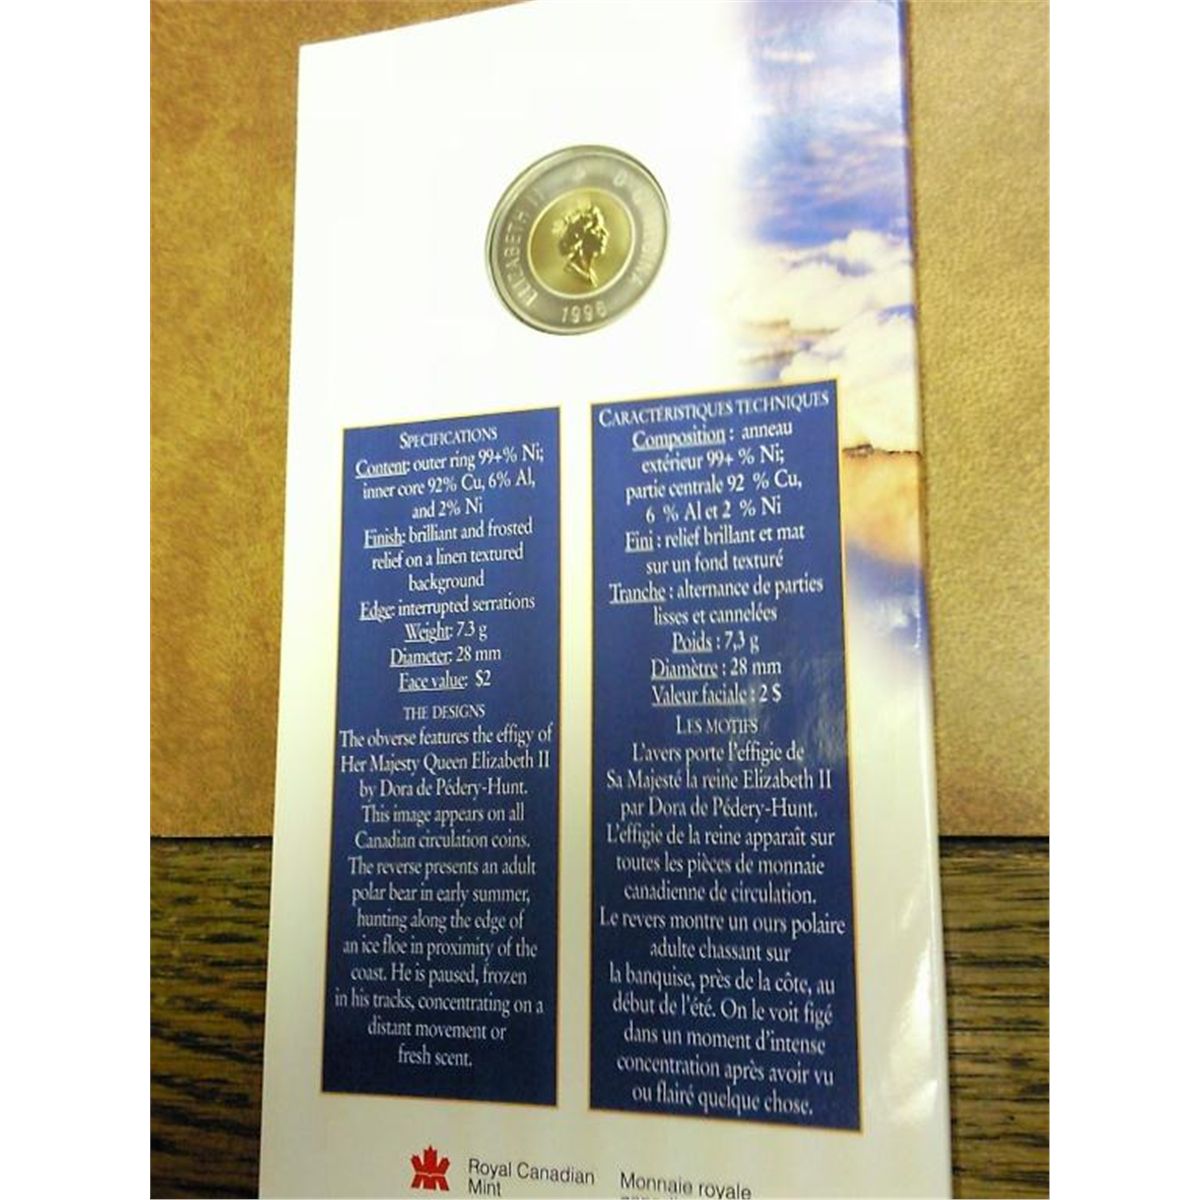 ELIZABETH II D·G·REGINA
1996
SPECIFICATIONS
Content: outer ring 99+% Ni;
inner core 92% Cu, 6% Al,
and 2% Ni
Finish: brilliant and frosted
relief on a linen textured
background
Edge: interrupted serrations
Weight: 7.3 g
Diameter: 28 mm
Face value: $2
THE DESIGNS
The obverse features the effigy of
Her Majesty Queen Elizabeth II
by Dora de Pédery-Hunt.
This image appears on all
Canadian circulation coins.
The reverse presents an adult
polar bear in early summer,
hunting along the edge of
an ice floe in proximity of the
coast. He is paused, frozen
in his tracks, concentrating on a
distant movement or
fresh scent.
CARACTÉRISTIQUES TECHNIQUES
Composition : anneau
extérieur 99+ % Ni;
partie centrale 92 % Cu,
6 % Al et 2 % Ni
Fini : relief brillant et mat
sur un fond texturé
Tranche : alternance de parties
lisses et cannelées
Poids : 7,3 g
Diamètre : 28 mm
Valeur faciale : 2 $
LES MOTIFS
L'avers porte l'effigie de
Sa Majesté la reine Elizabeth II
par Dora de Pédery-Hunt.
L'effigie de la reine apparaît sur
toutes les pièces de monnaie
canadienne de circulation.
Le revers montre un ours polaire
adulte chassant sur
la banquise, près de la côte, au
début de l'été. On le voit figé
dans un moment d'intense
concentration après avoir vu
ou flairé quelque chose.
Royal Canadian
Mint
Monnaie royale